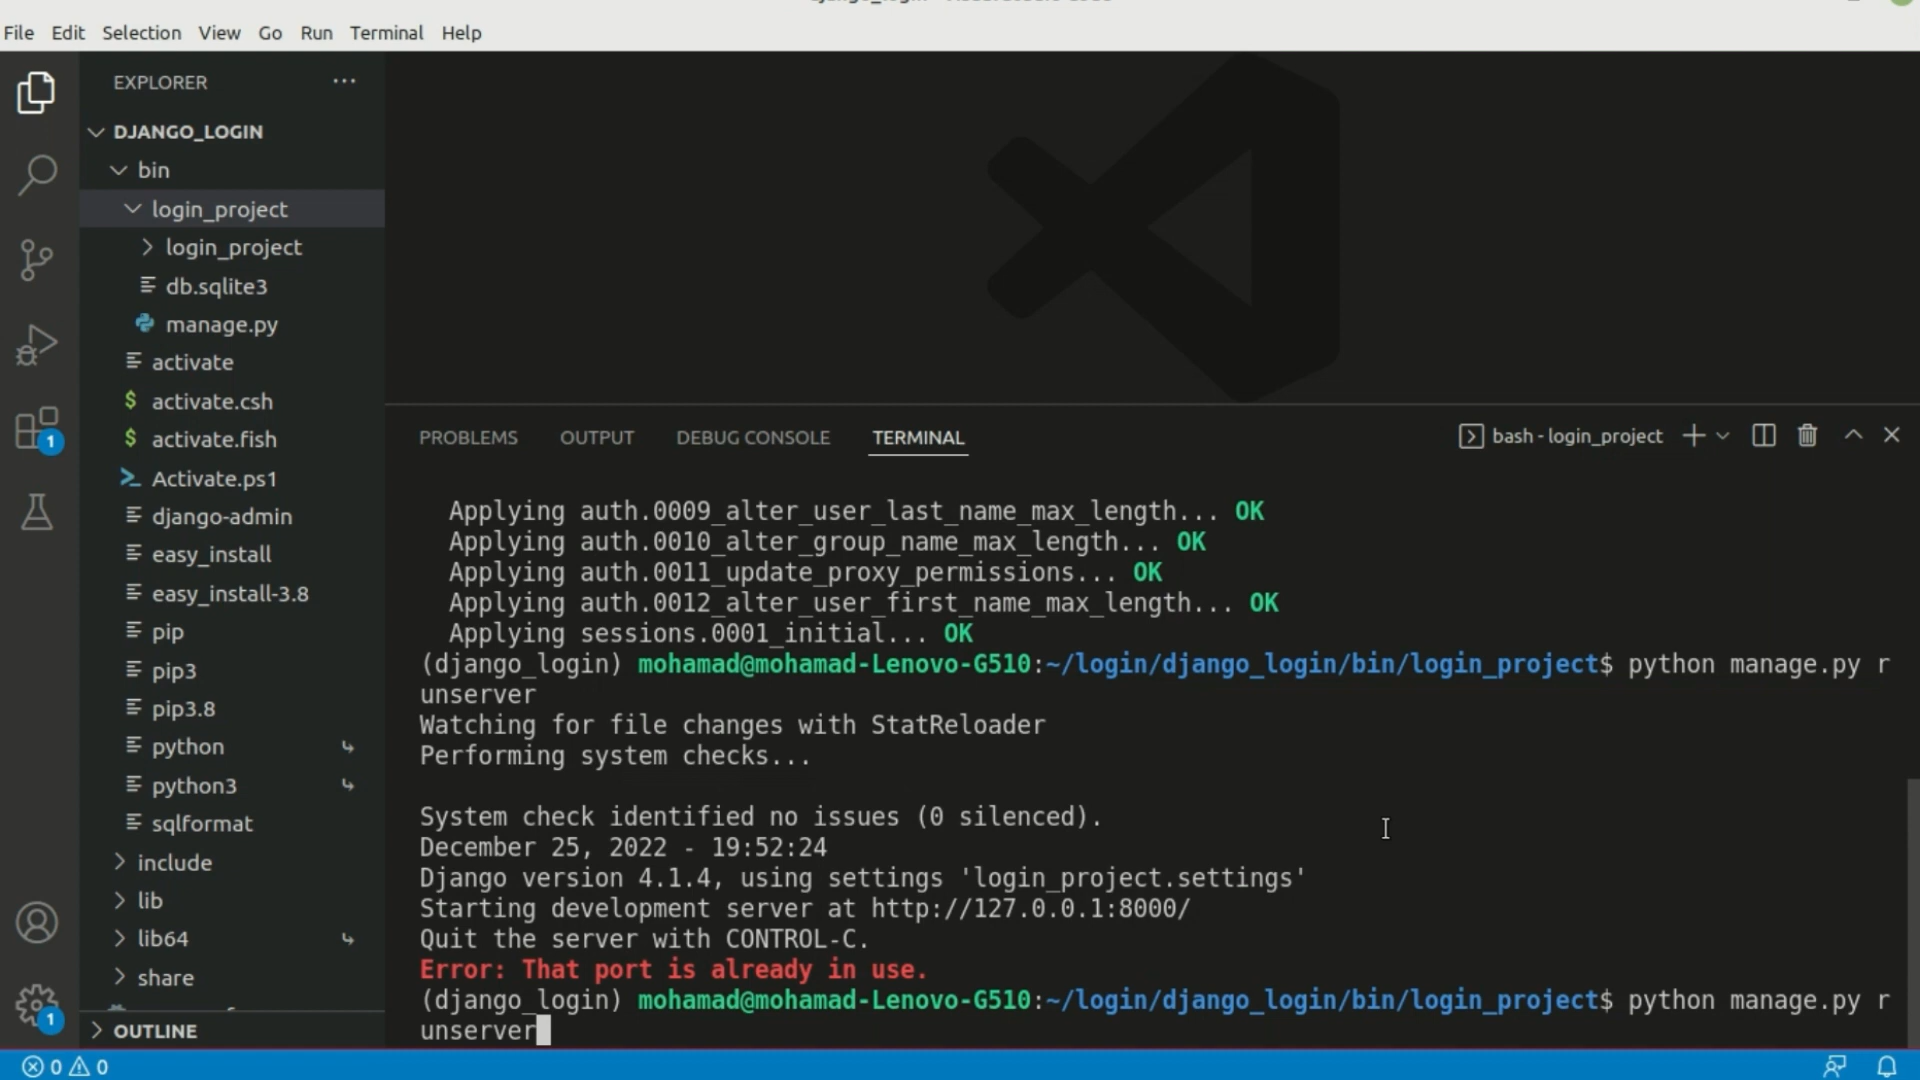 File Edit Selection View Go Run Terminal Help
EXPLORER
DJANGO_LOGIN
bin
login_project
login_project
db.sqlite3
manage.py
activate
activate.csh
activate.fish
Activate.ps1
django-admin
easy_install
easy_install-3.8
pip
pip3
pip3.8
python
python3
sqlformat
include
lib
lib64
share
OUTLINE
PROBLEMS OUTPUT DEBUG CONSOLE TERMINAL
bash - login_project
Applying auth.0009_alter_user_last_name_max_length... OK
Applying auth.0010_alter_group_name_max_length... OK
Applying auth.0011_update_proxy_permissions... OK
Applying auth.0012_alter_user_first_name_max_length... OK
Applying sessions.0001_initial... OK
(django_login) mohamad@mohamad-Lenovo-G510:~/login/django_login/bin/login_project$ python manage.py r
unserver
Watching for file changes with StatReloader
Performing system checks...
System check identified no issues (0 silenced).
December 25, 2022 - 19:52:24
Django version 4.1.4, using settings 'login_project.settings'
Starting development server at http://127.0.0.1:8000/
Quit the server with CONTROL-C.
Error: That port is already in use.
(django_login) mohamad@mohamad-Lenovo-G510:~/login/django_login/bin/login_project$ python manage.py r
unserver
1
1
0 0